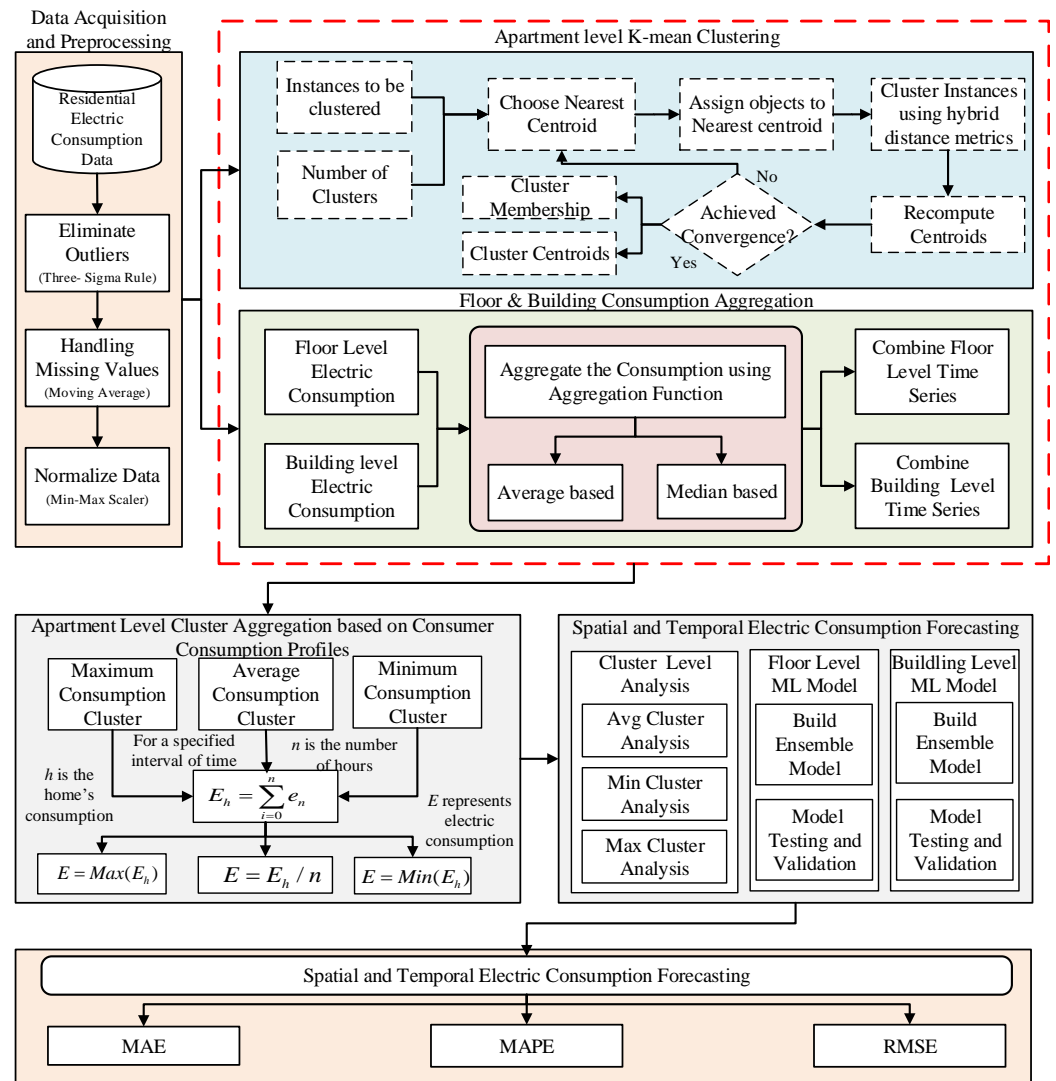 Data Acquisition
and Preprocessing
Residential
Electric
Consumption
Data
Eliminate
Outliers
(Three- Sigma Rule)
Handling
Missing Values
(Moving Average)
Normalize Data
(Min-Max Scaler)
Apartment level K-mean Clustering
Instances to be
clustered
Number of
Clusters
Choose Nearest
Centroid
Assign objects to
Nearest centroid
Cluster Instances
using hybrid
distance metrics
Recompute
Centroids
Achieved
Convergence?
No
Yes
Cluster
Membership
Cluster Centroids
Floor & Building Consumption Aggregation
Floor Level
Electric
Consumption
Building level
Electric
Consumption
Aggregate the Consumption using
Aggregation Function
Average based
Median based
Combine Floor
Level Time
Series
Combine
Building Level
Time Series
Apartment Level Cluster Aggregation based on Consumer
Consumption Profiles
Maximum
Consumption
Cluster
Average
Consumption
Cluster
Minimum
Consumption
Cluster
For a specified
interval of time
n is the number
of hours
h is the
home's
consumption
E represents
electric
consumption
E_h = \sum_{i=0}^{n} e_n
E = Max(E_h)
E = E_h / n
E = Min(E_h)
Spatial and Temporal Electric Consumption Forecasting
Cluster Level
Analysis
Avg Cluster
Analysis
Min Cluster Analysis
Max Cluster
Analysis
Floor Level
ML Model
Build
Ensemble
Model
Model
Testing and
Validation
Buildling Level
ML Model
Build
Ensemble
Model
Model
Testing and
Validation
Spatial and Temporal Electric Consumption Forecasting
MAE
MAPE
RMSE